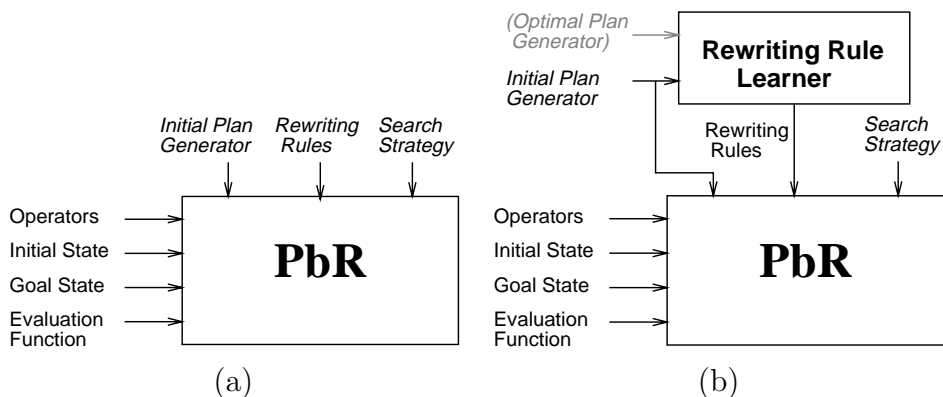 Initial Plan
Generator
Rewriting
Rules
Search
Strategy
Operators
Initial State
Goal State
Evaluation
Function
PbR
(a)
(Optimal Plan
Generator)
Initial Plan
Generator
Rewriting Rule
Learner
Rewriting
Rules
Search
Strategy
Operators
Initial State
Goal State
Evaluation
Function
PbR
(b)